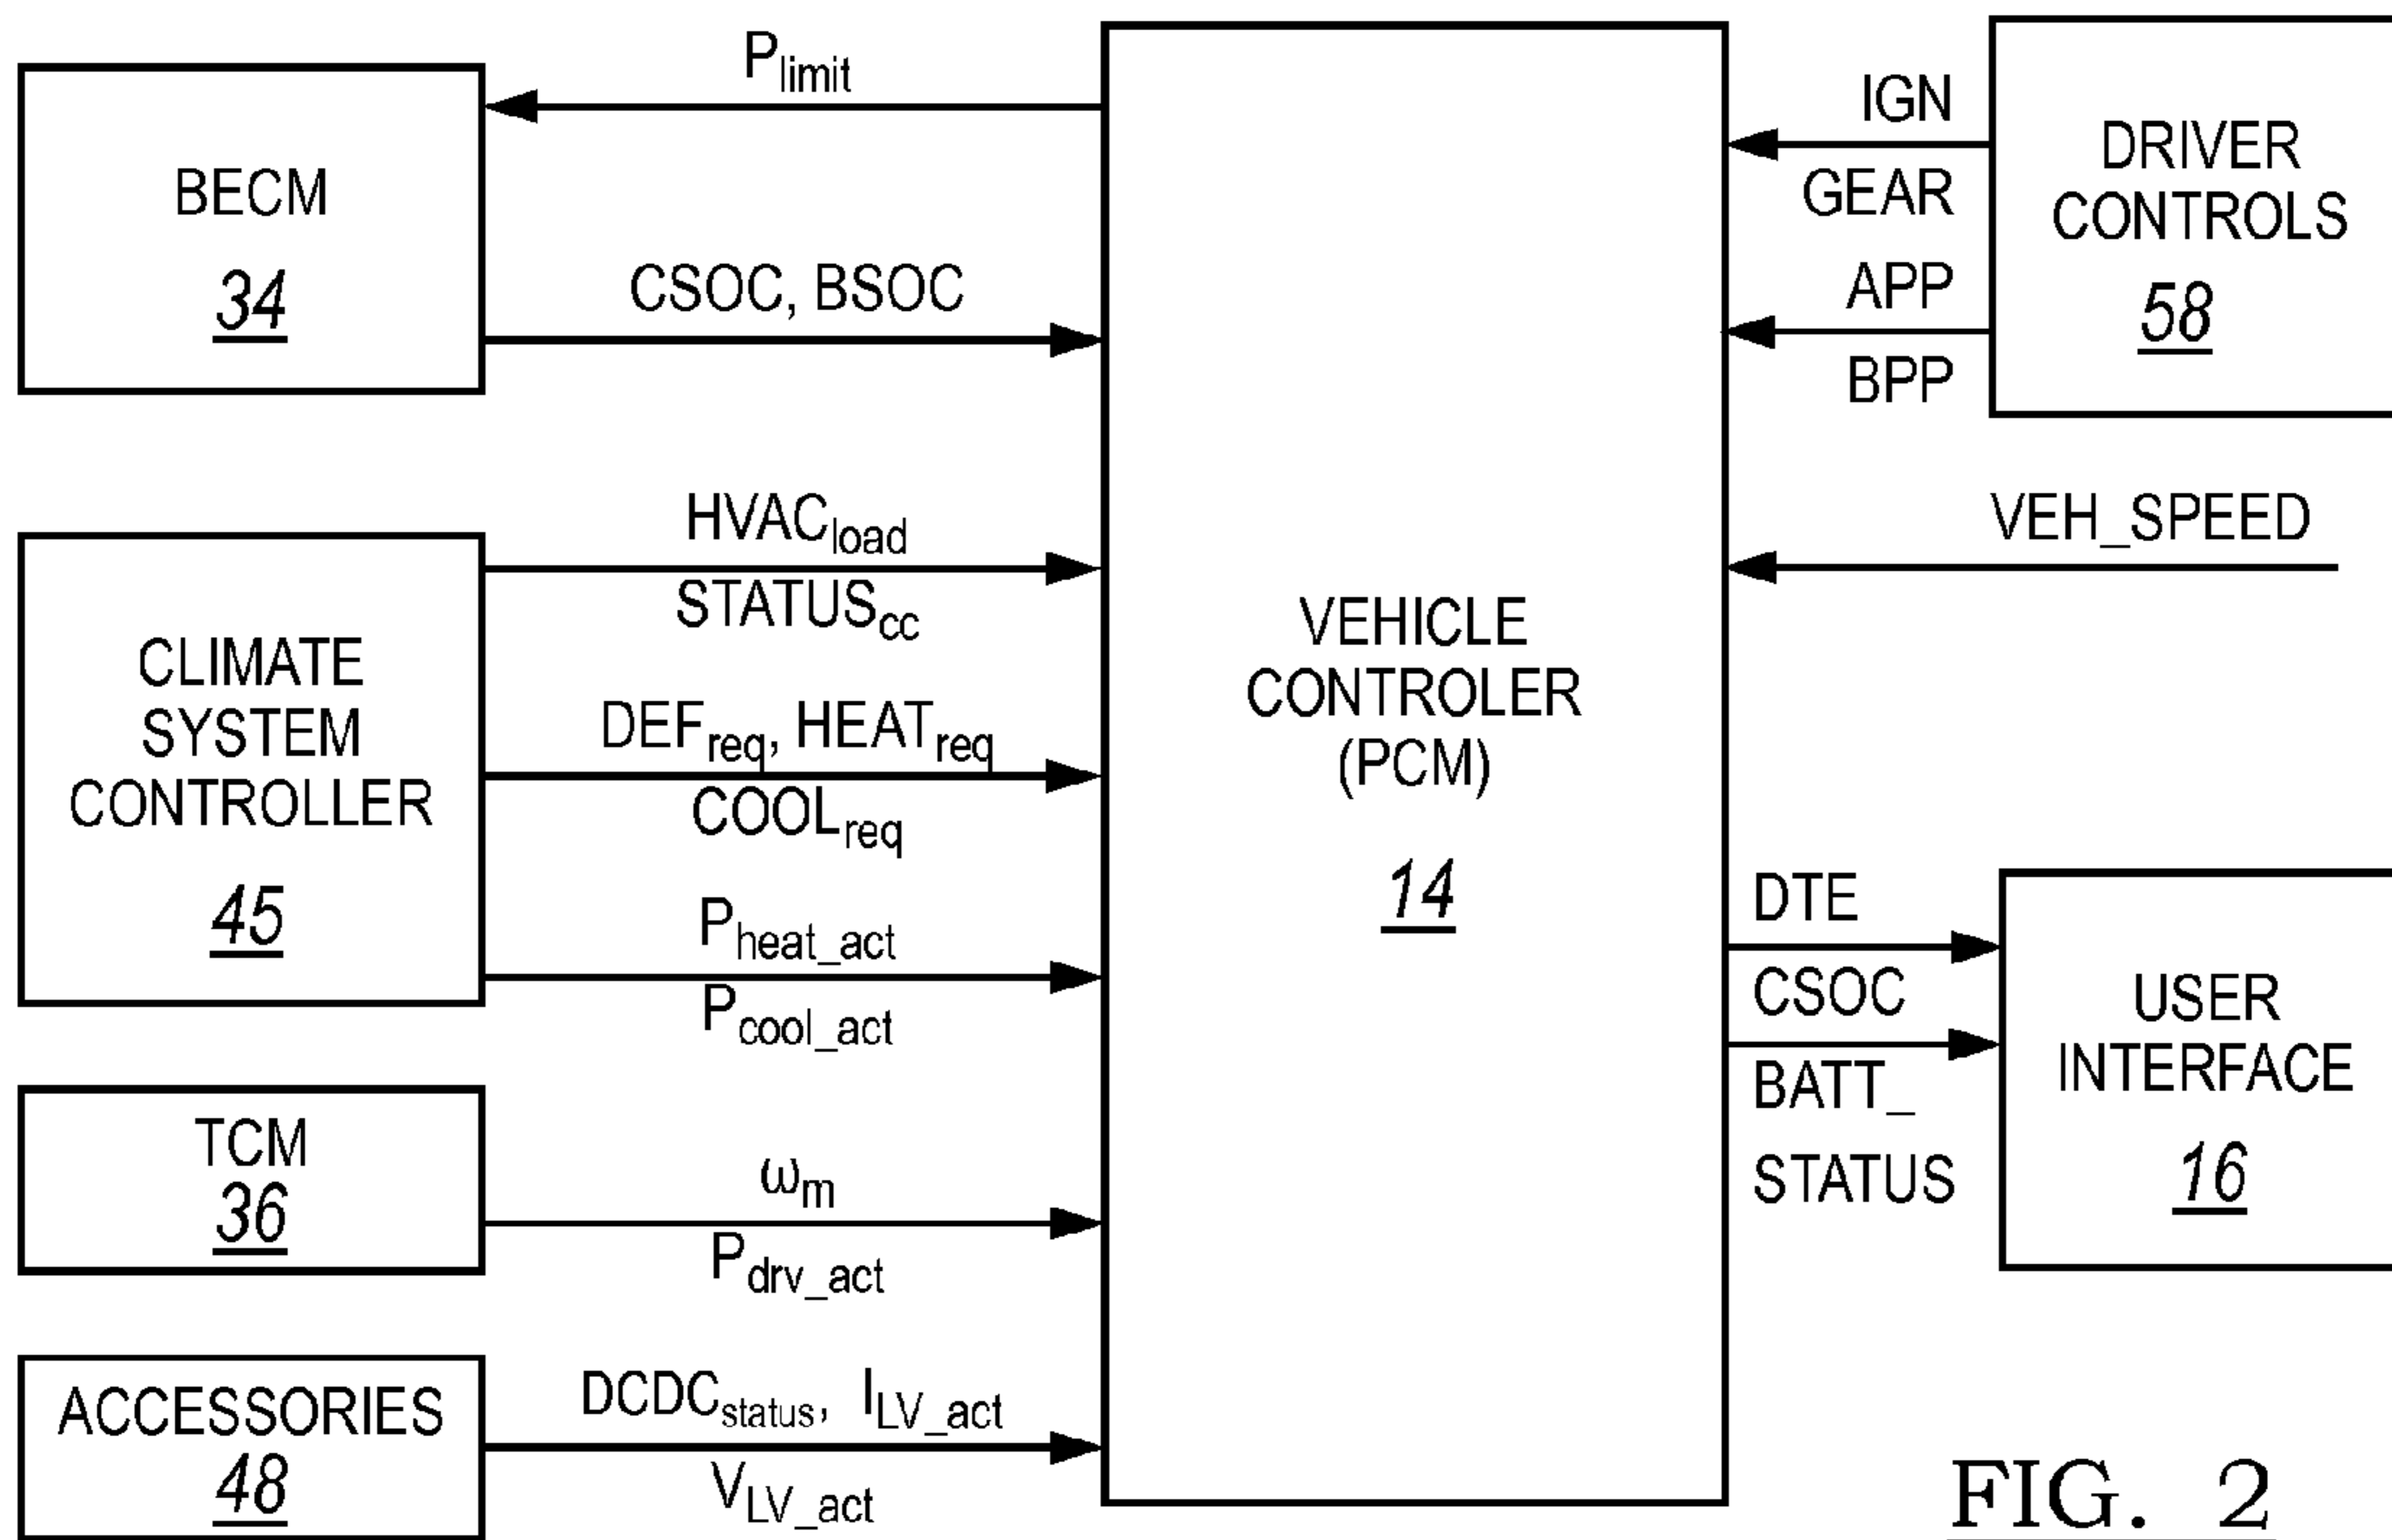 P_limit
BECM
34
CSOC, BSOC
HVAC_load
STATUS_cc
CLIMATE
SYSTEM
CONTROLLER
45
DEF_req, HEAT_req
COOL_req
P_heat_act
P_cool_act
TCM
36
ω_m
P_drv_act
ACCESSORIES
48
DCDC_status, I_LV_act
V_LV_act
VEHICLE
CONTROLER
(PCM)
14
IGN
GEAR
APP
BPP
DRIVER
CONTROLS
58
VEH_SPEED
DTE
CSOC
BATT_
STATUS
USER
INTERFACE
16
FIG. 2